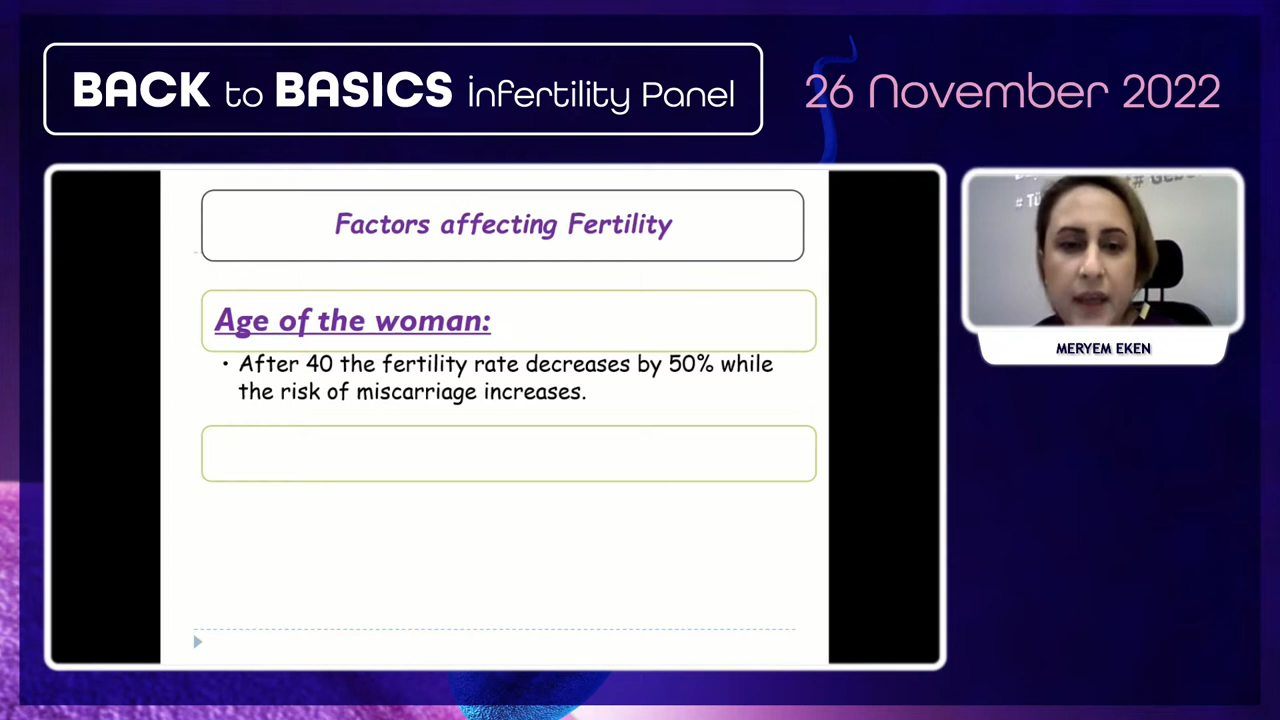 BACK to BASICS infertility Panel
26 November 2022
Factors affecting Fertility
Age of the woman:
• After 40 the fertility rate decreases by 50% while
the risk of miscarriage increases.
MERYEM EKEN